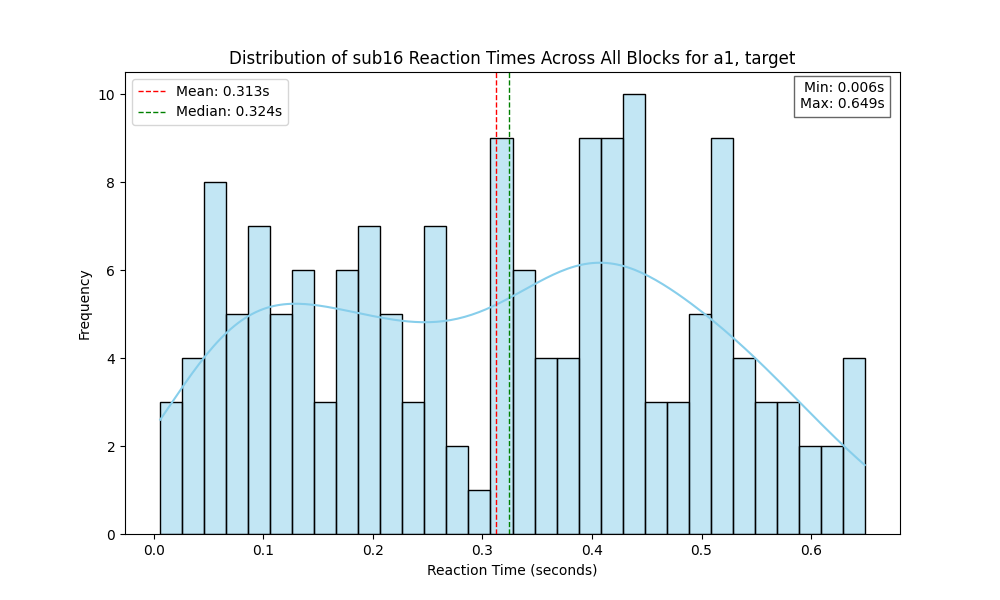 Distribution of sub16 Reaction Times Across All Blocks for a1, target
Mean: 0.313s
Median: 0.324s
Min: 0.006s
Max: 0.649s
Frequency
10
8
6
4
2
0
0.0 0.1 0.2 0.3 0.4 0.5 0.6
Reaction Time (seconds)